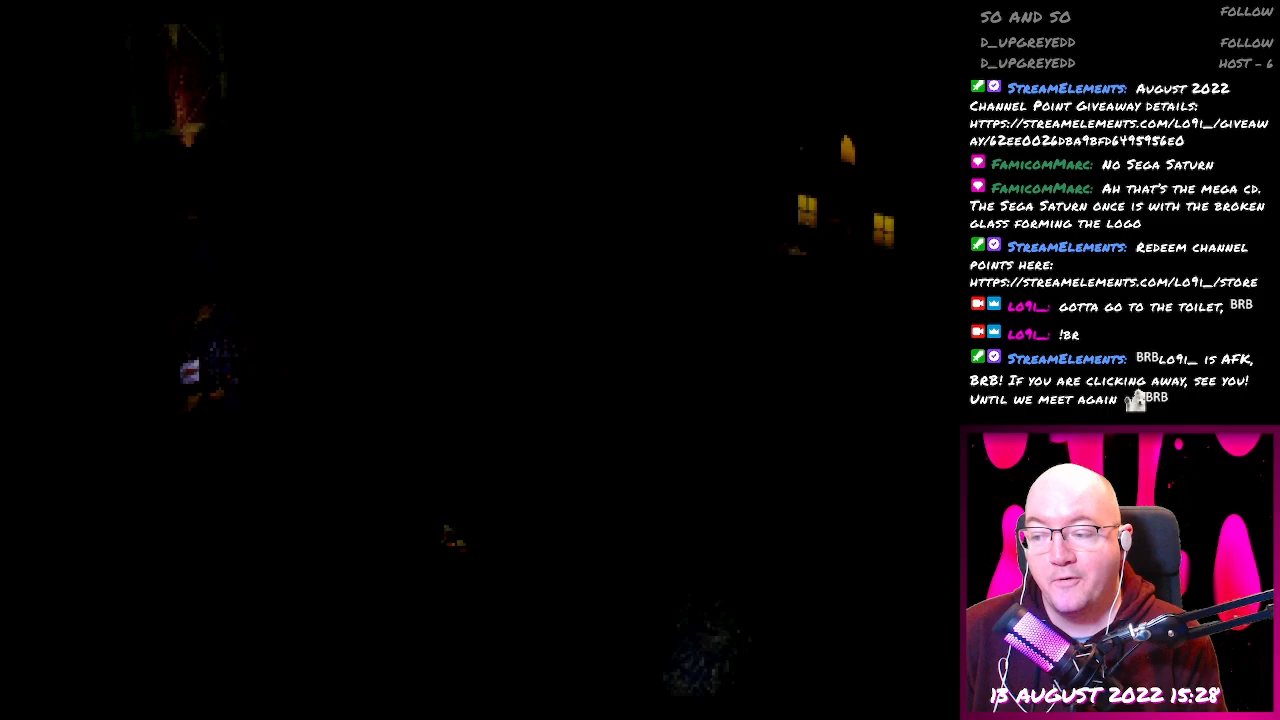 SO AND SO FOLLOW
D_UPGREYEDD FOLLOW
D_UPGREYEDD HOST - 6
StreamElements: August 2022
Channel Point Giveaway details:
https://streamelements.com/lo9i_/giveaw
ay/62ee0026dba9bfd6495956e0
FamicomMarc: No Sega Saturn
FamicomMarc: Ah that's the mega cd.
The Sega Saturn once is with the broken
glass forming the logo
StreamElements: Redeem channel
points here:
https://streamelements.com/lo9i_/store
lo9i_: gotta go to the toilet, BRB
lo9i_: !br
StreamElements: BRB lo9i_ is AFK,
BRB! If you are clicking away, see you!
Until we meet again BRB
13 August 2022 15:28